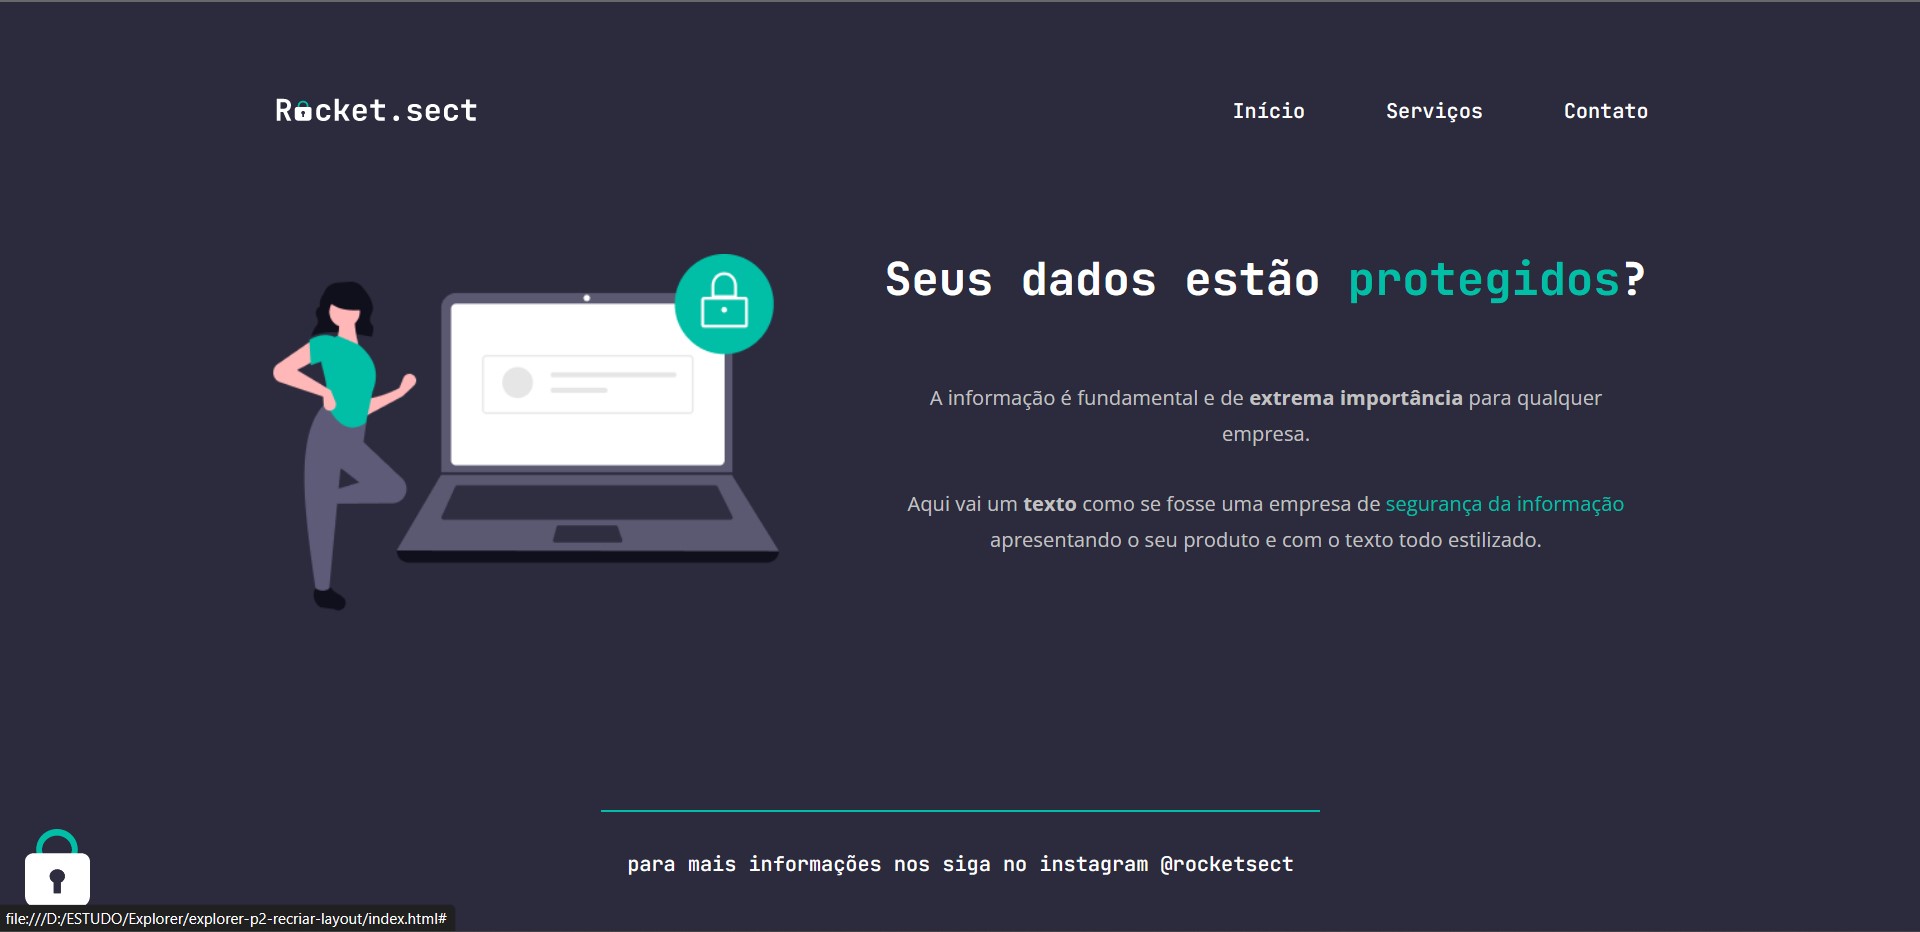 Rocket.sect
Início Serviços Contato
Seus dados estão protegidos?
A informação é fundamental e de extrema importância para qualquer
empresa.
Aqui vai um texto como se fosse uma empresa de segurança da informação
apresentando o seu produto e com o texto todo estilizado.
para mais informações nos siga no instagram @rocketsect
file:///D:/ESTUDO/Explorer/explorer-p2-recriar-layout/index.html#